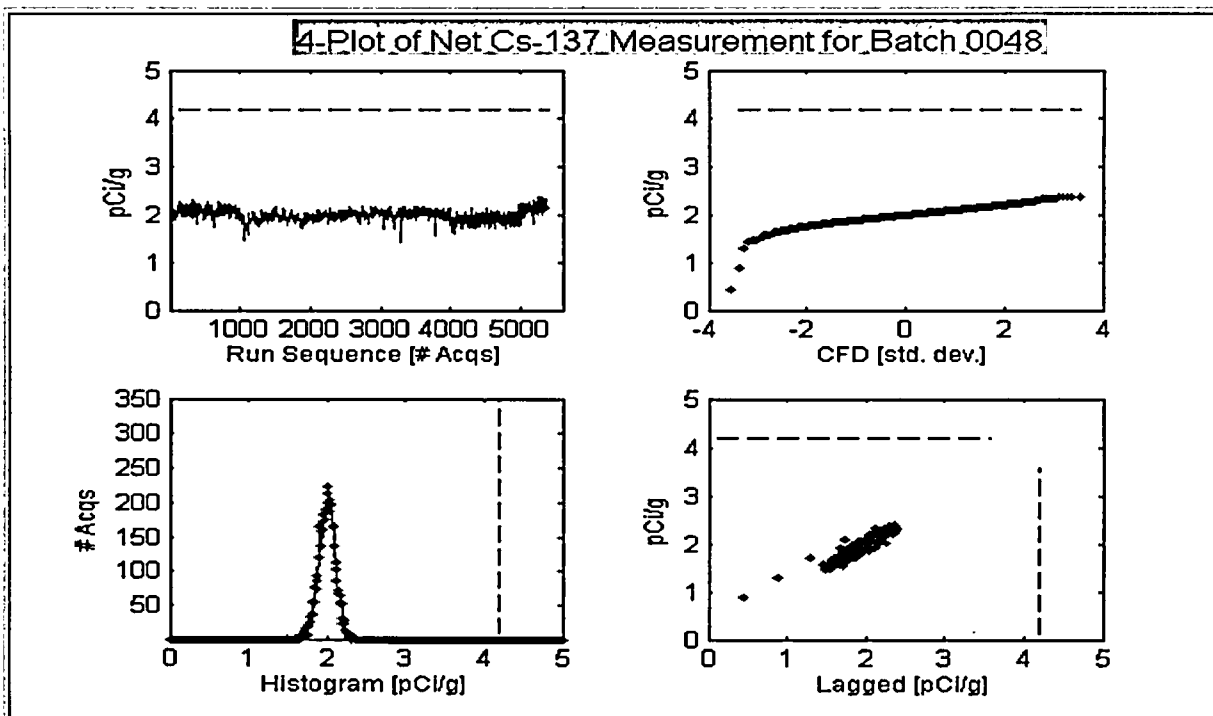 4-Plot of Net Cs-137 Measurement for Batch 0048
5
4
3
2
1
0
pCi/g
1000 2000 3000 4000 5000
Run Sequence [# Acqs]
5
4
3
2
1
0
pCi/g
-4 -2 0 2 4
CFD [std. dev.]
350
300
250
200
150
100
50
# Acqs
0 1 2 3 4 5
Histogram [pCi/g]
5
4
3
2
1
0
pCi/g
0 1 2 3 4 5
Lagged [pCi/g]